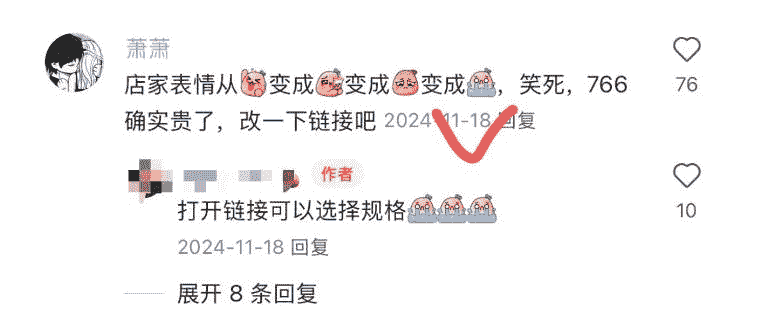 萧萧
店家表情从变成变成变成，笑死，766
76
确实贵了，改一下链接吧 2024-11-18 回复
作者
打开链接可以选择规格
10
2024-11-18 回复
展开 8 条回复